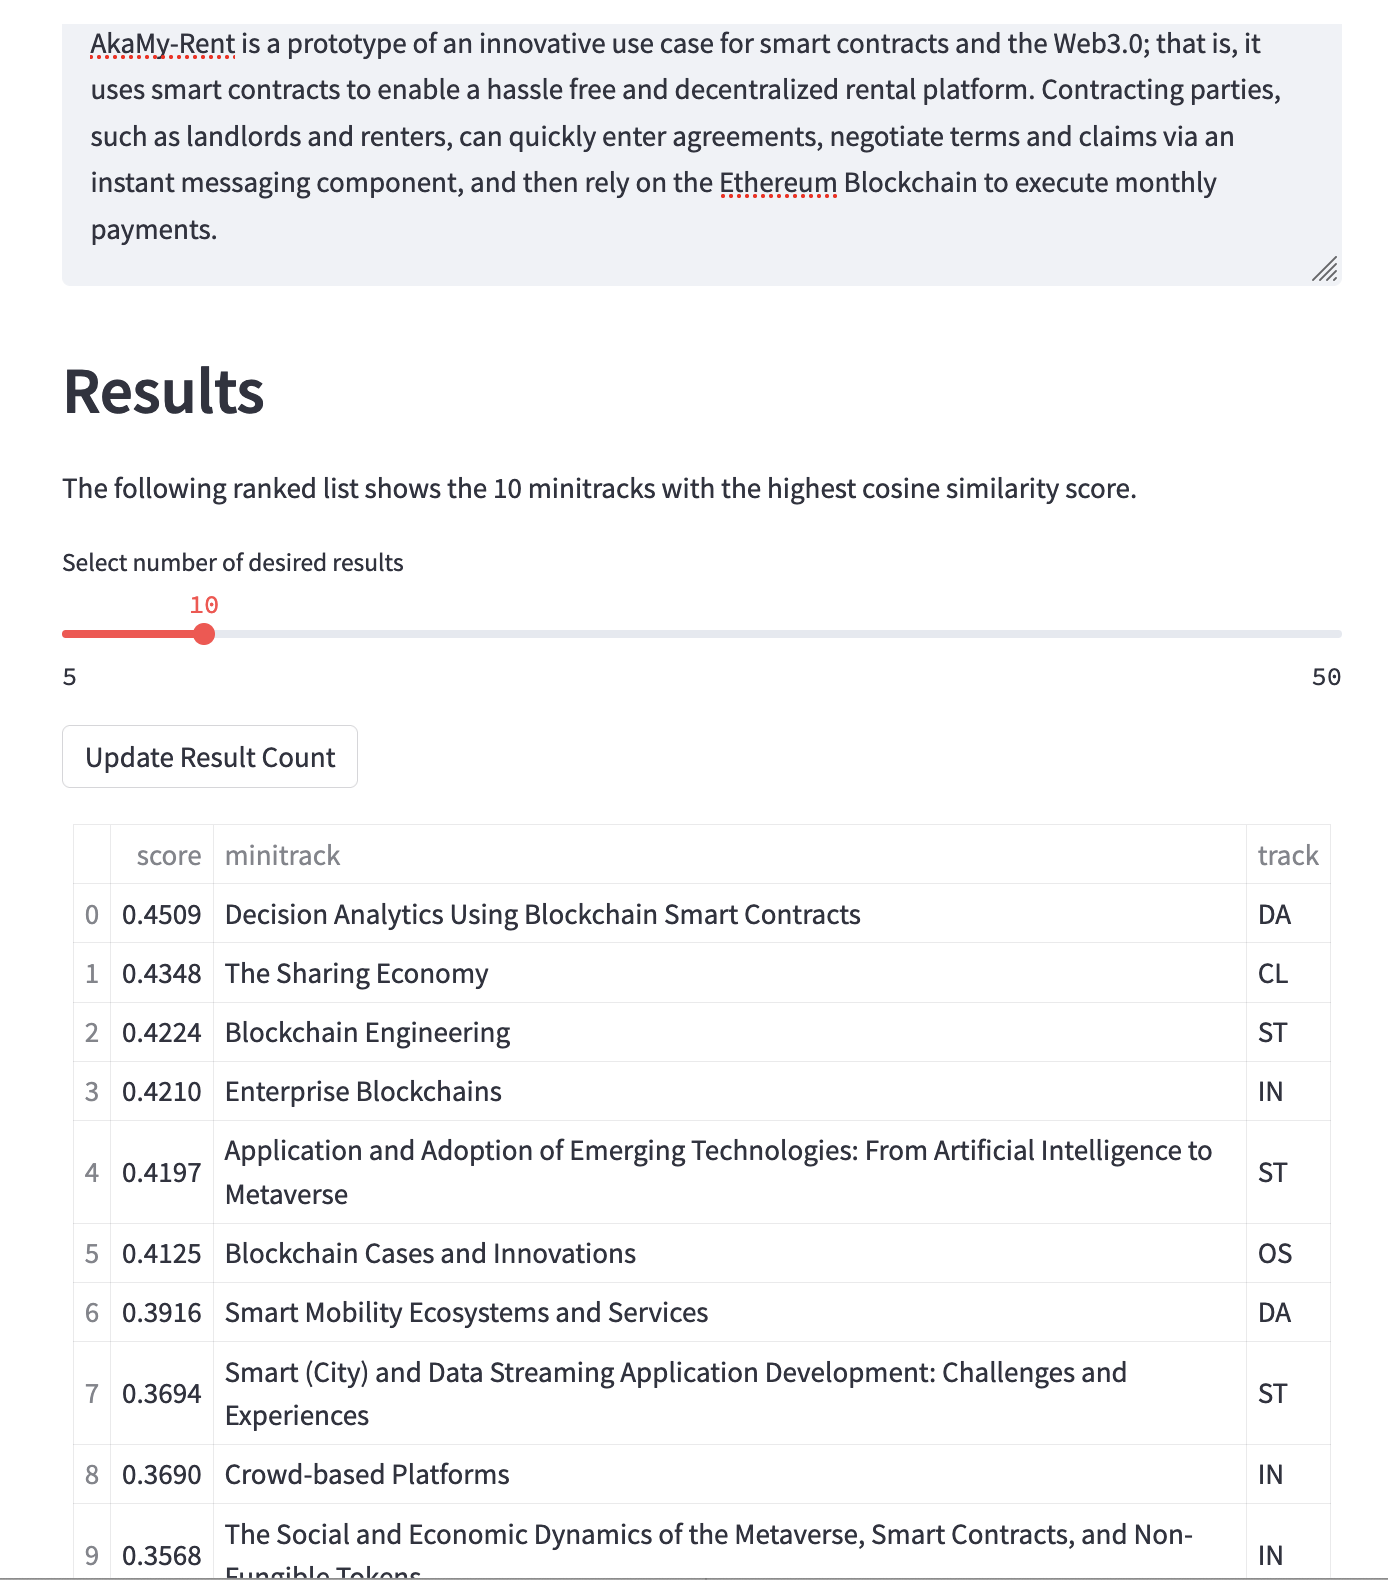 AkaMy-Rent is a prototype of an innovative use case for smart contracts and the Web3.0; that is, it
uses smart contracts to enable a hassle free and decentralized rental platform. Contracting parties,
such as landlords and renters, can quickly enter agreements, negotiate terms and claims via an
instant messaging component, and then rely on the Ethereum Blockchain to execute monthly
payments.
Results
The following ranked list shows the 10 minitracks with the highest cosine similarity score.
Select number of desired results
10
5 50
Update Result Count
score minitrack track
0 0.4509 Decision Analytics Using Blockchain Smart Contracts DA
1 0.4348 The Sharing Economy CL
2 0.4224 Blockchain Engineering ST
3 0.4210 Enterprise Blockchains IN
4 0.4197 Application and Adoption of Emerging Technologies: From Artificial Intelligence to
Metaverse ST
5 0.4125 Blockchain Cases and Innovations OS
6 0.3916 Smart Mobility Ecosystems and Services DA
7 0.3694 Smart (City) and Data Streaming Application Development: Challenges and
Experiences ST
8 0.3690 Crowd-based Platforms IN
9 0.3568 The Social and Economic Dynamics of the Metaverse, Smart Contracts, and Non-
Fungible Tokens IN